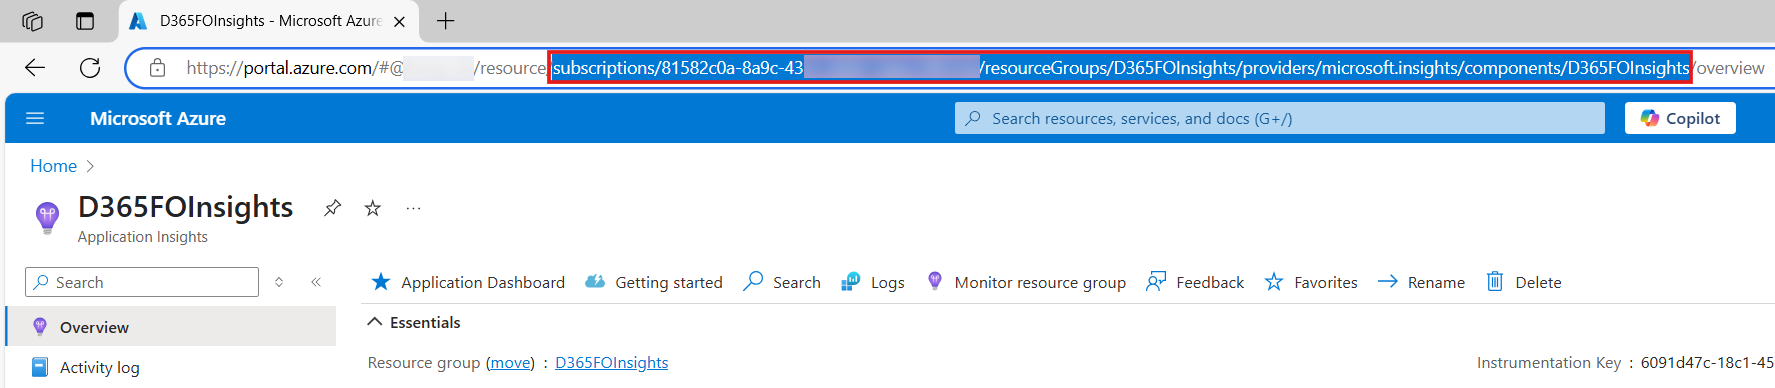 D365FOInsights - Microsoft Azure
https://portal.azure.com/#@ /resource/subscriptions/81582c0a-8a9c-43 /resourceGroups/D365FOInsights/providers/microsoft.insights/components/D365FOInsights/overview
Microsoft Azure
Search resources, services, and docs (G+/)
Copilot
Home
D365FOInsights
Application Insights
Search
Application Dashboard
Getting started
Search
Logs
Monitor resource group
Feedback
Favorites
Rename
Delete
Overview
Essentials
Activity log
Resource group (move) : D365FOInsights
Instrumentation Key : 6091d47c-18c1-45